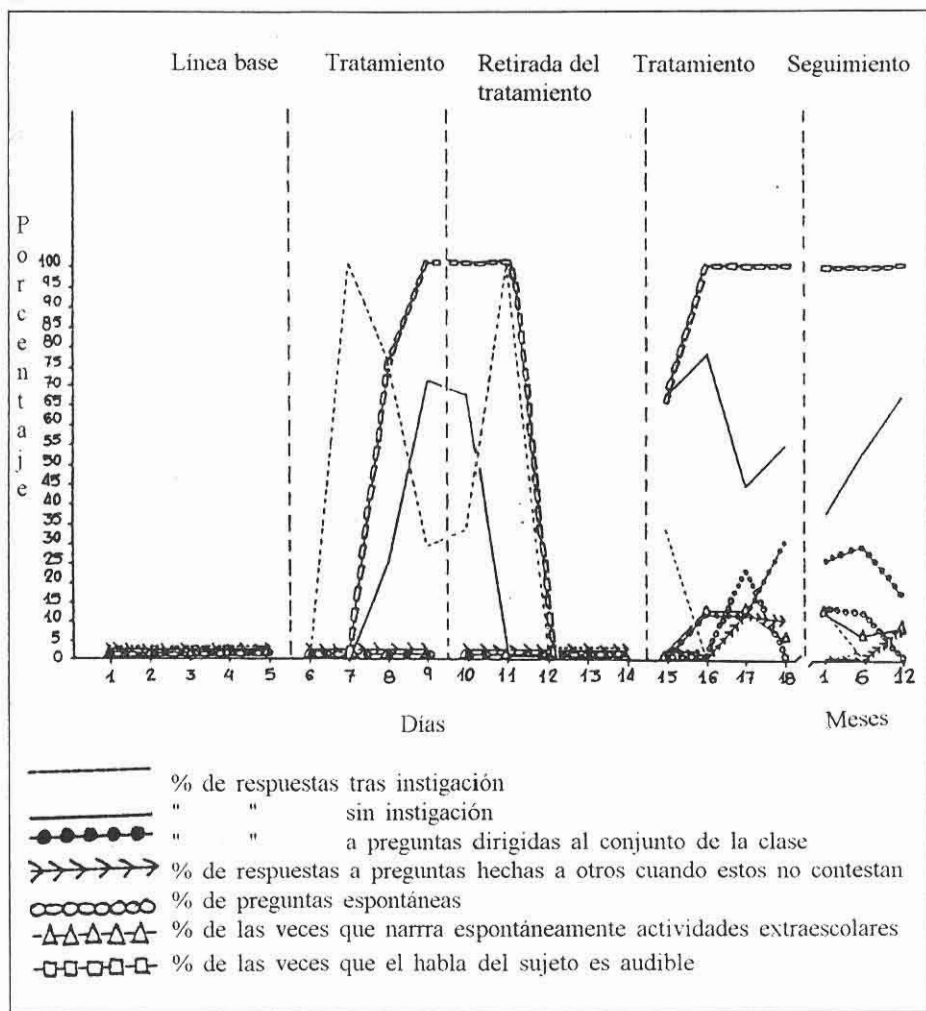 Línea base Tratamiento Retirada del tratamiento Tratamiento Seguimiento
Porcentaje
100
95
90
85
80
75
70
65
60
55
50
45
40
35
30
25
20
15
10
5
0
1 2 3 4 5 6 7 8 9 10 11 12 13 14 15 16 17 18 1 6 12
Días
Meses
% de respuestas tras instigación
" " sin instigación
" " a preguntas dirigidas al conjunto de la clase
% de respuestas a preguntas hechas a otros cuando estos no contestan
% de preguntas espontáneas
% de las veces que narrra espontáneamente actividades extraescolares
% de las veces que el habla del sujeto es audible